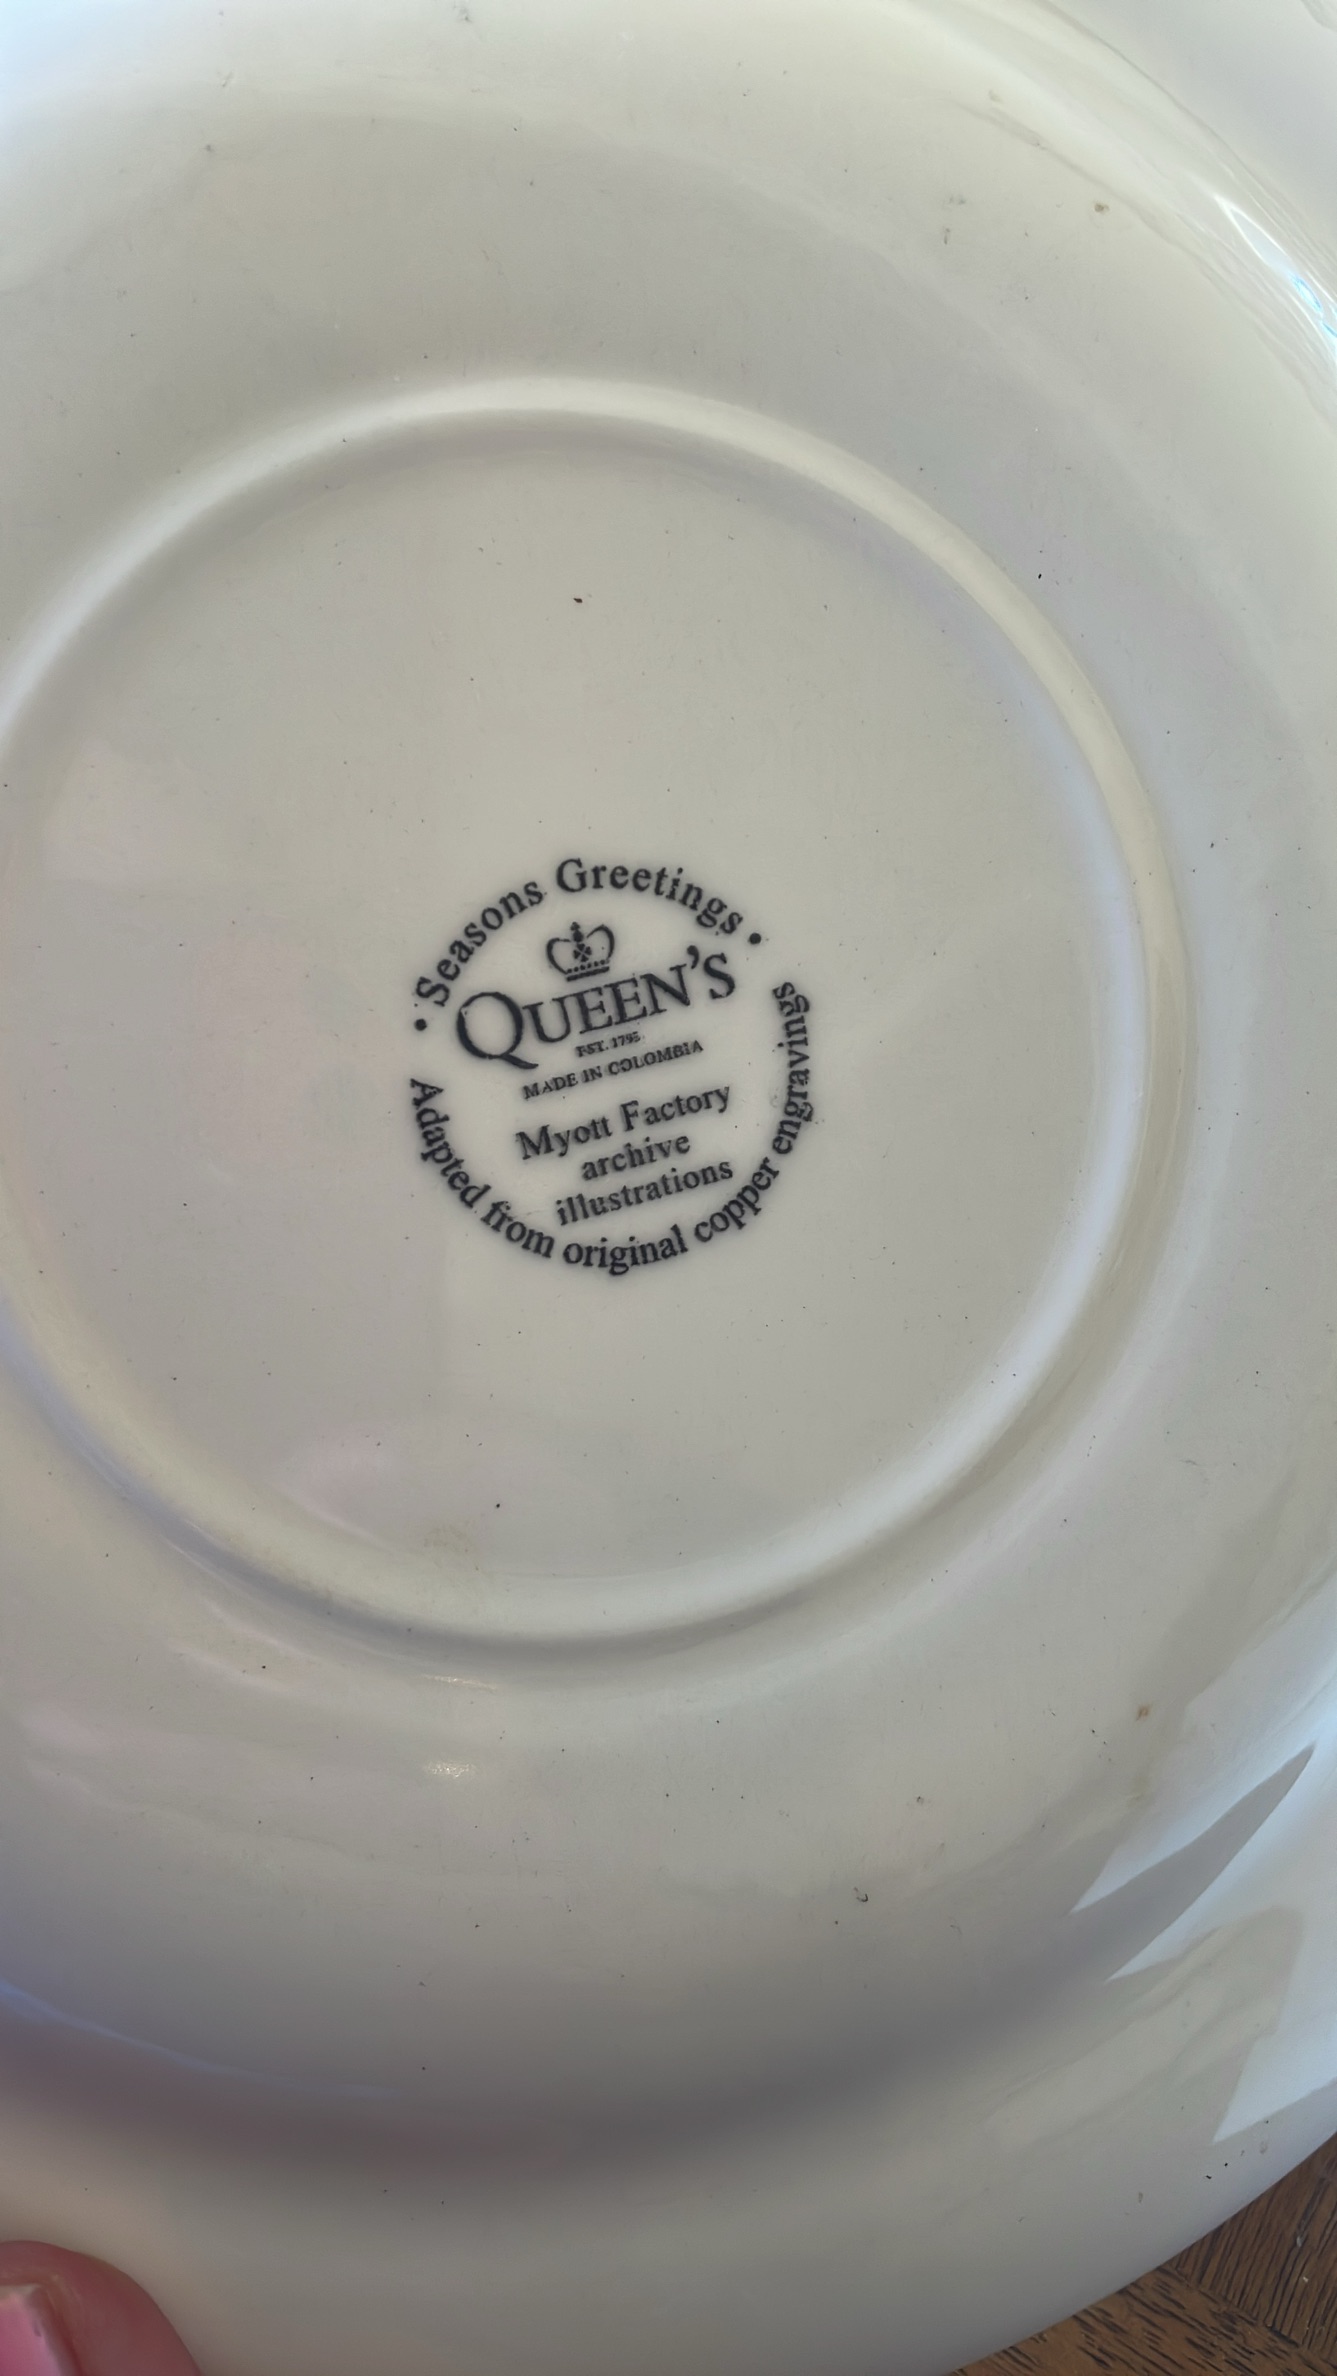 • Seasons Greetings •
QUEEN'S
EST. 1795
MADE IN COLOMBIA
Myott Factory
archive
illustrations
Adapted from original copper engravings